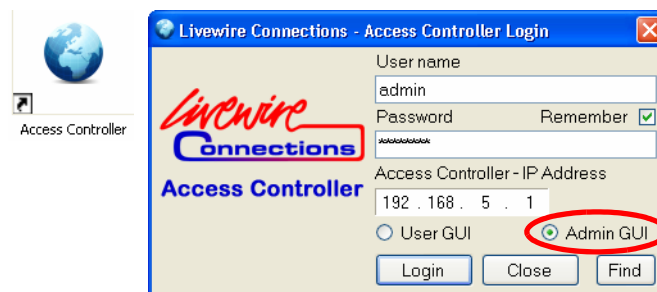 Access Controller
Livewire Connections - Access Controller Login
User name
admin
Password Remember
*********
Livewire
Connections
Access Controller
Access Controller - IP Address
192 . 168 . 5 . 1
User GUI Admin GUI
Login Close Find